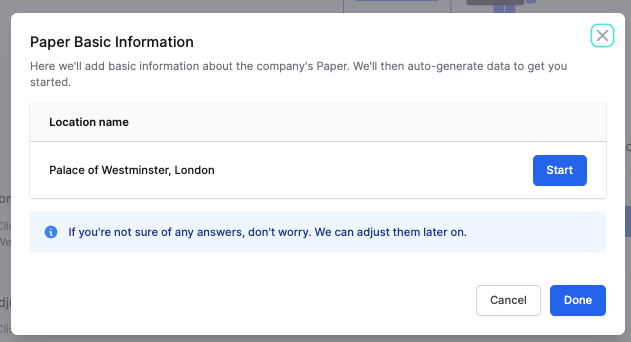 Paper Basic Information
Here we'll add basic information about the company's Paper. We'll then auto-generate data to get you
started.
Location name
Palace of Westminster, London
Start
If you're not sure of any answers, don't worry. We can adjust them later on.
Cancel
Done